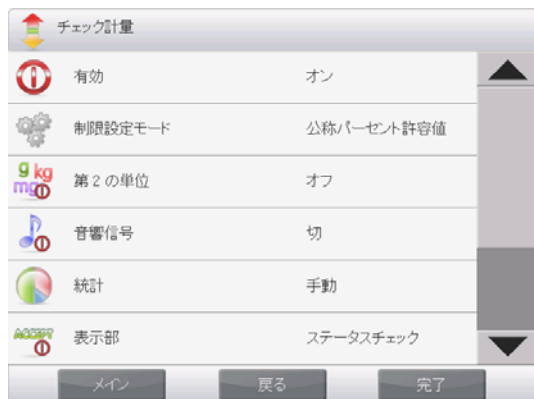 チェック計量
有効 オン
制限設定モード 公称パーセント許容値
g kg mg 第2の単位 オフ
音響信号 切
統計 手動
ACCEPT 表示部 ステータスチェック
メイン 戻る 完了